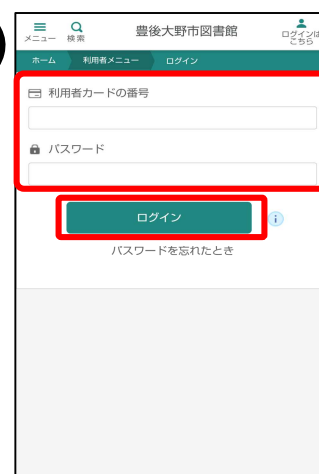 メニュー 検索 豊後大野市図書館 ログインは
こちら
ホーム 利用者メニュー ログイン
利用者カードの番号
パスワード
ログイン i
パスワードを忘れたとき